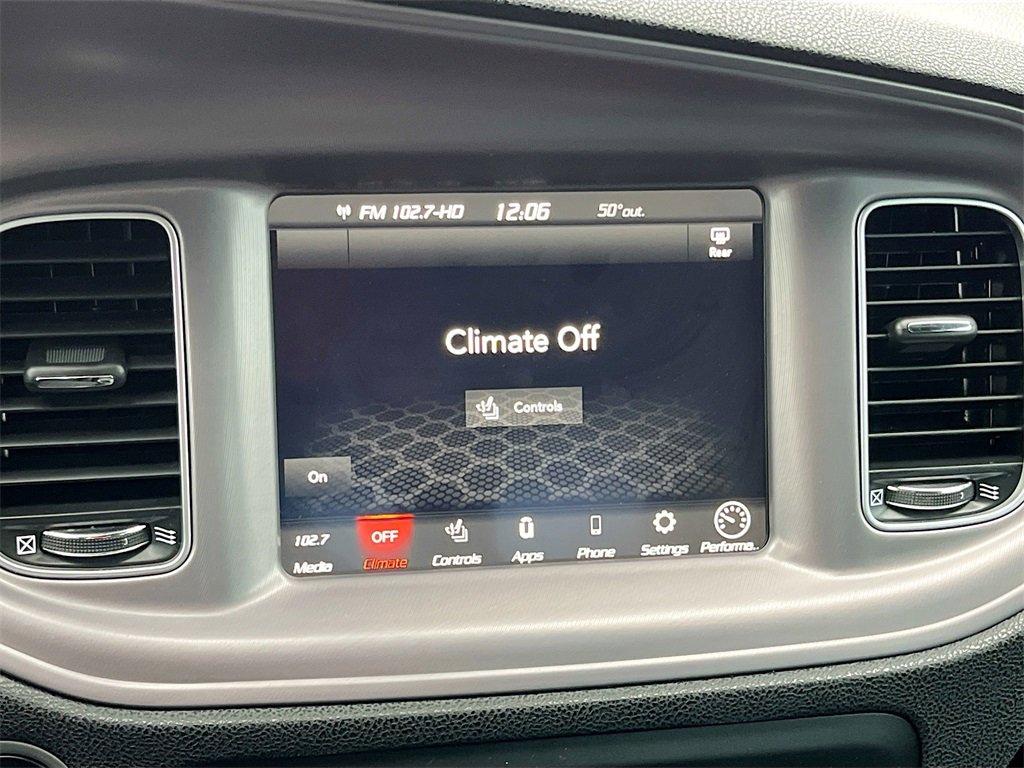 FM 102.7-HD 12:06 50°out.
Rear
Climate Off
Controls
On
102.7 OFF
Media Climate Controls Apps Phone Settings Performa..